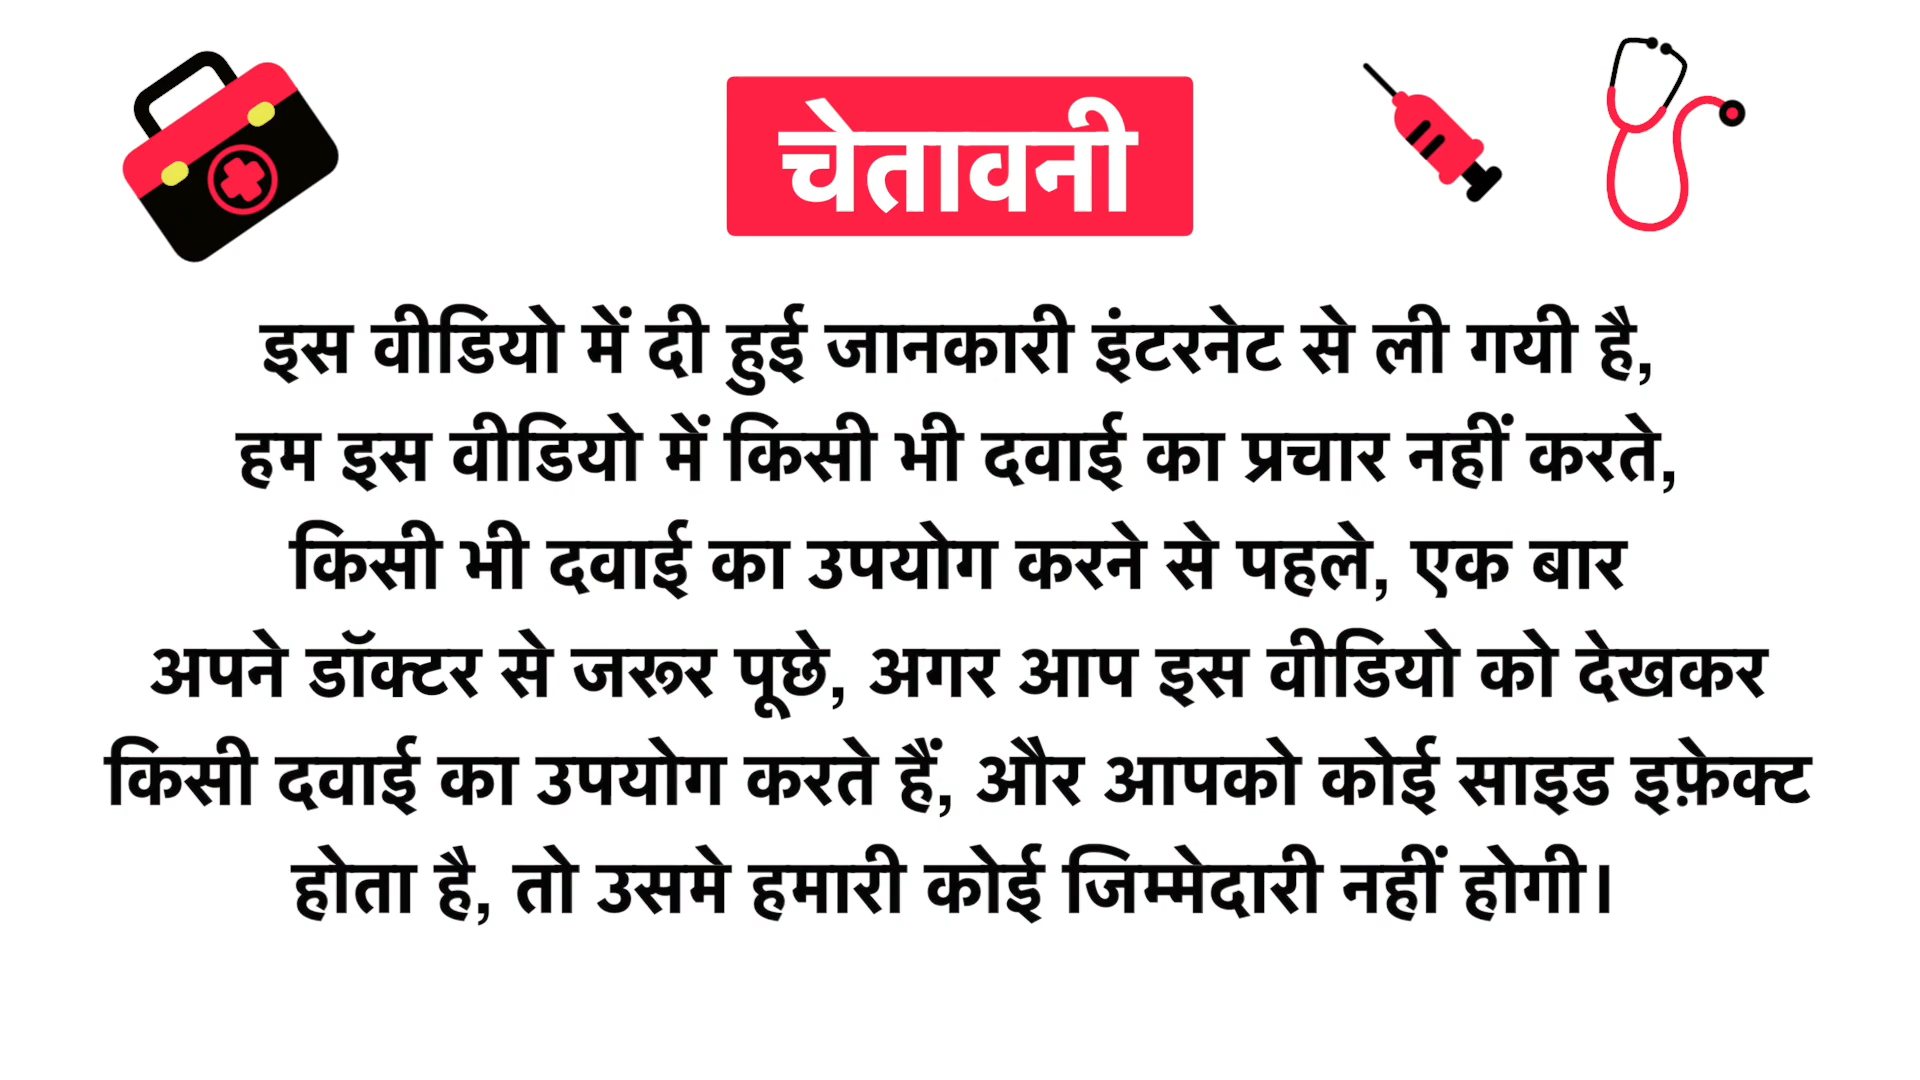 चेतावनी
इस वीडियो में दी हुई जानकारी इंटरनेट से ली गयी है,
हम इस वीडियो में किसी भी दवाई का प्रचार नहीं करते,
किसी भी दवाई का उपयोग करने से पहले, एक बार
अपने डॉक्टर से जरूर पूछे, अगर आप इस वीडियो को देखकर
किसी दवाई का उपयोग करते हैं, और आपको कोई साइड इफ़ेक्ट
होता है, तो उसमे हमारी कोई जिम्मेदारी नहीं होगी।